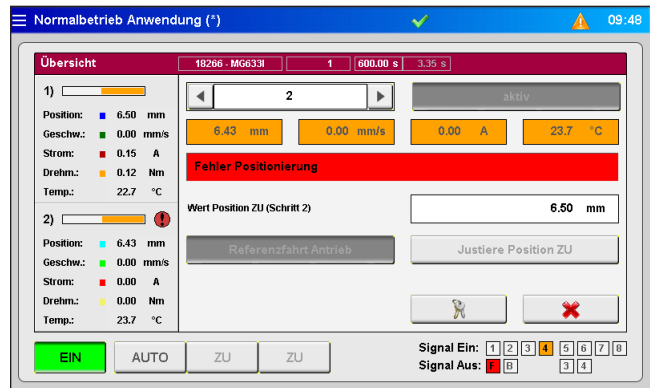 Normalbetrieb Anwendung (*) 09:48
Übersicht 18266 - MG633I 1 600.00 s 3.35 s
1)
Position: 6.50 mm
Geschw.: 0.00 mm/s
Strom: 0.15 A
Drehm.: 0.12 Nm
Temp.: 22.7 °C
2)
Position: 6.43 mm
Geschw.: 0.00 mm/s
Strom: 0.00 A
Drehm.: 0.00 Nm
Temp.: 23.7 °C
2 aktiv
6.43 mm 0.00 mm/s 0.00 A 23.7 °C
Fehler Positionierung
Wert Position ZU (Schritt 2) 6.50 mm
Referenzfahrt Antrieb Justiere Position ZU
EIN AUTO ZU ZU
Signal Ein: 1 2 3 4 5 6 7 8
Signal Aus: F B 3 4